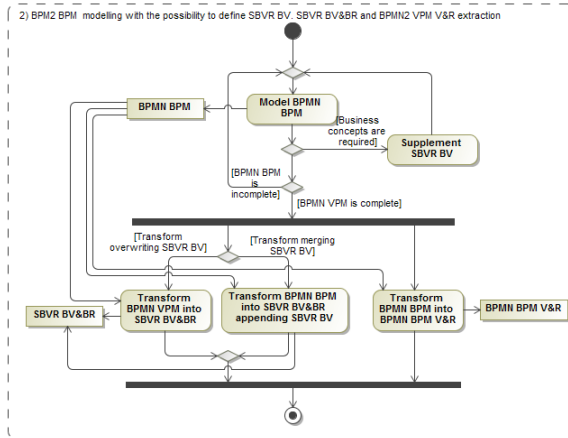 2) BPM2 BPM modelling with the possibility to define SBVR BV. SBVR BV&BR and BPMN2 VPM V&R extraction
BPMN BPM
Model BPMN
BPM
[Business
concepts are
required]
Supplement
SBVR BV
[BPMN BPM
is
incomplete]
[BPMN VPM is complete]
[Transform
overwriting SBVR BV]
[Transform merging
SBVR BV]
SBVR BV&BR
Transform
BPMN VPM into
SBVR BV&BR
Transform BPMN BPM
into SBVR BV&BR
appending SBVR BV
Transform
BPMN BPM into
BPMN BPM V&R
BPMN BPM V&R